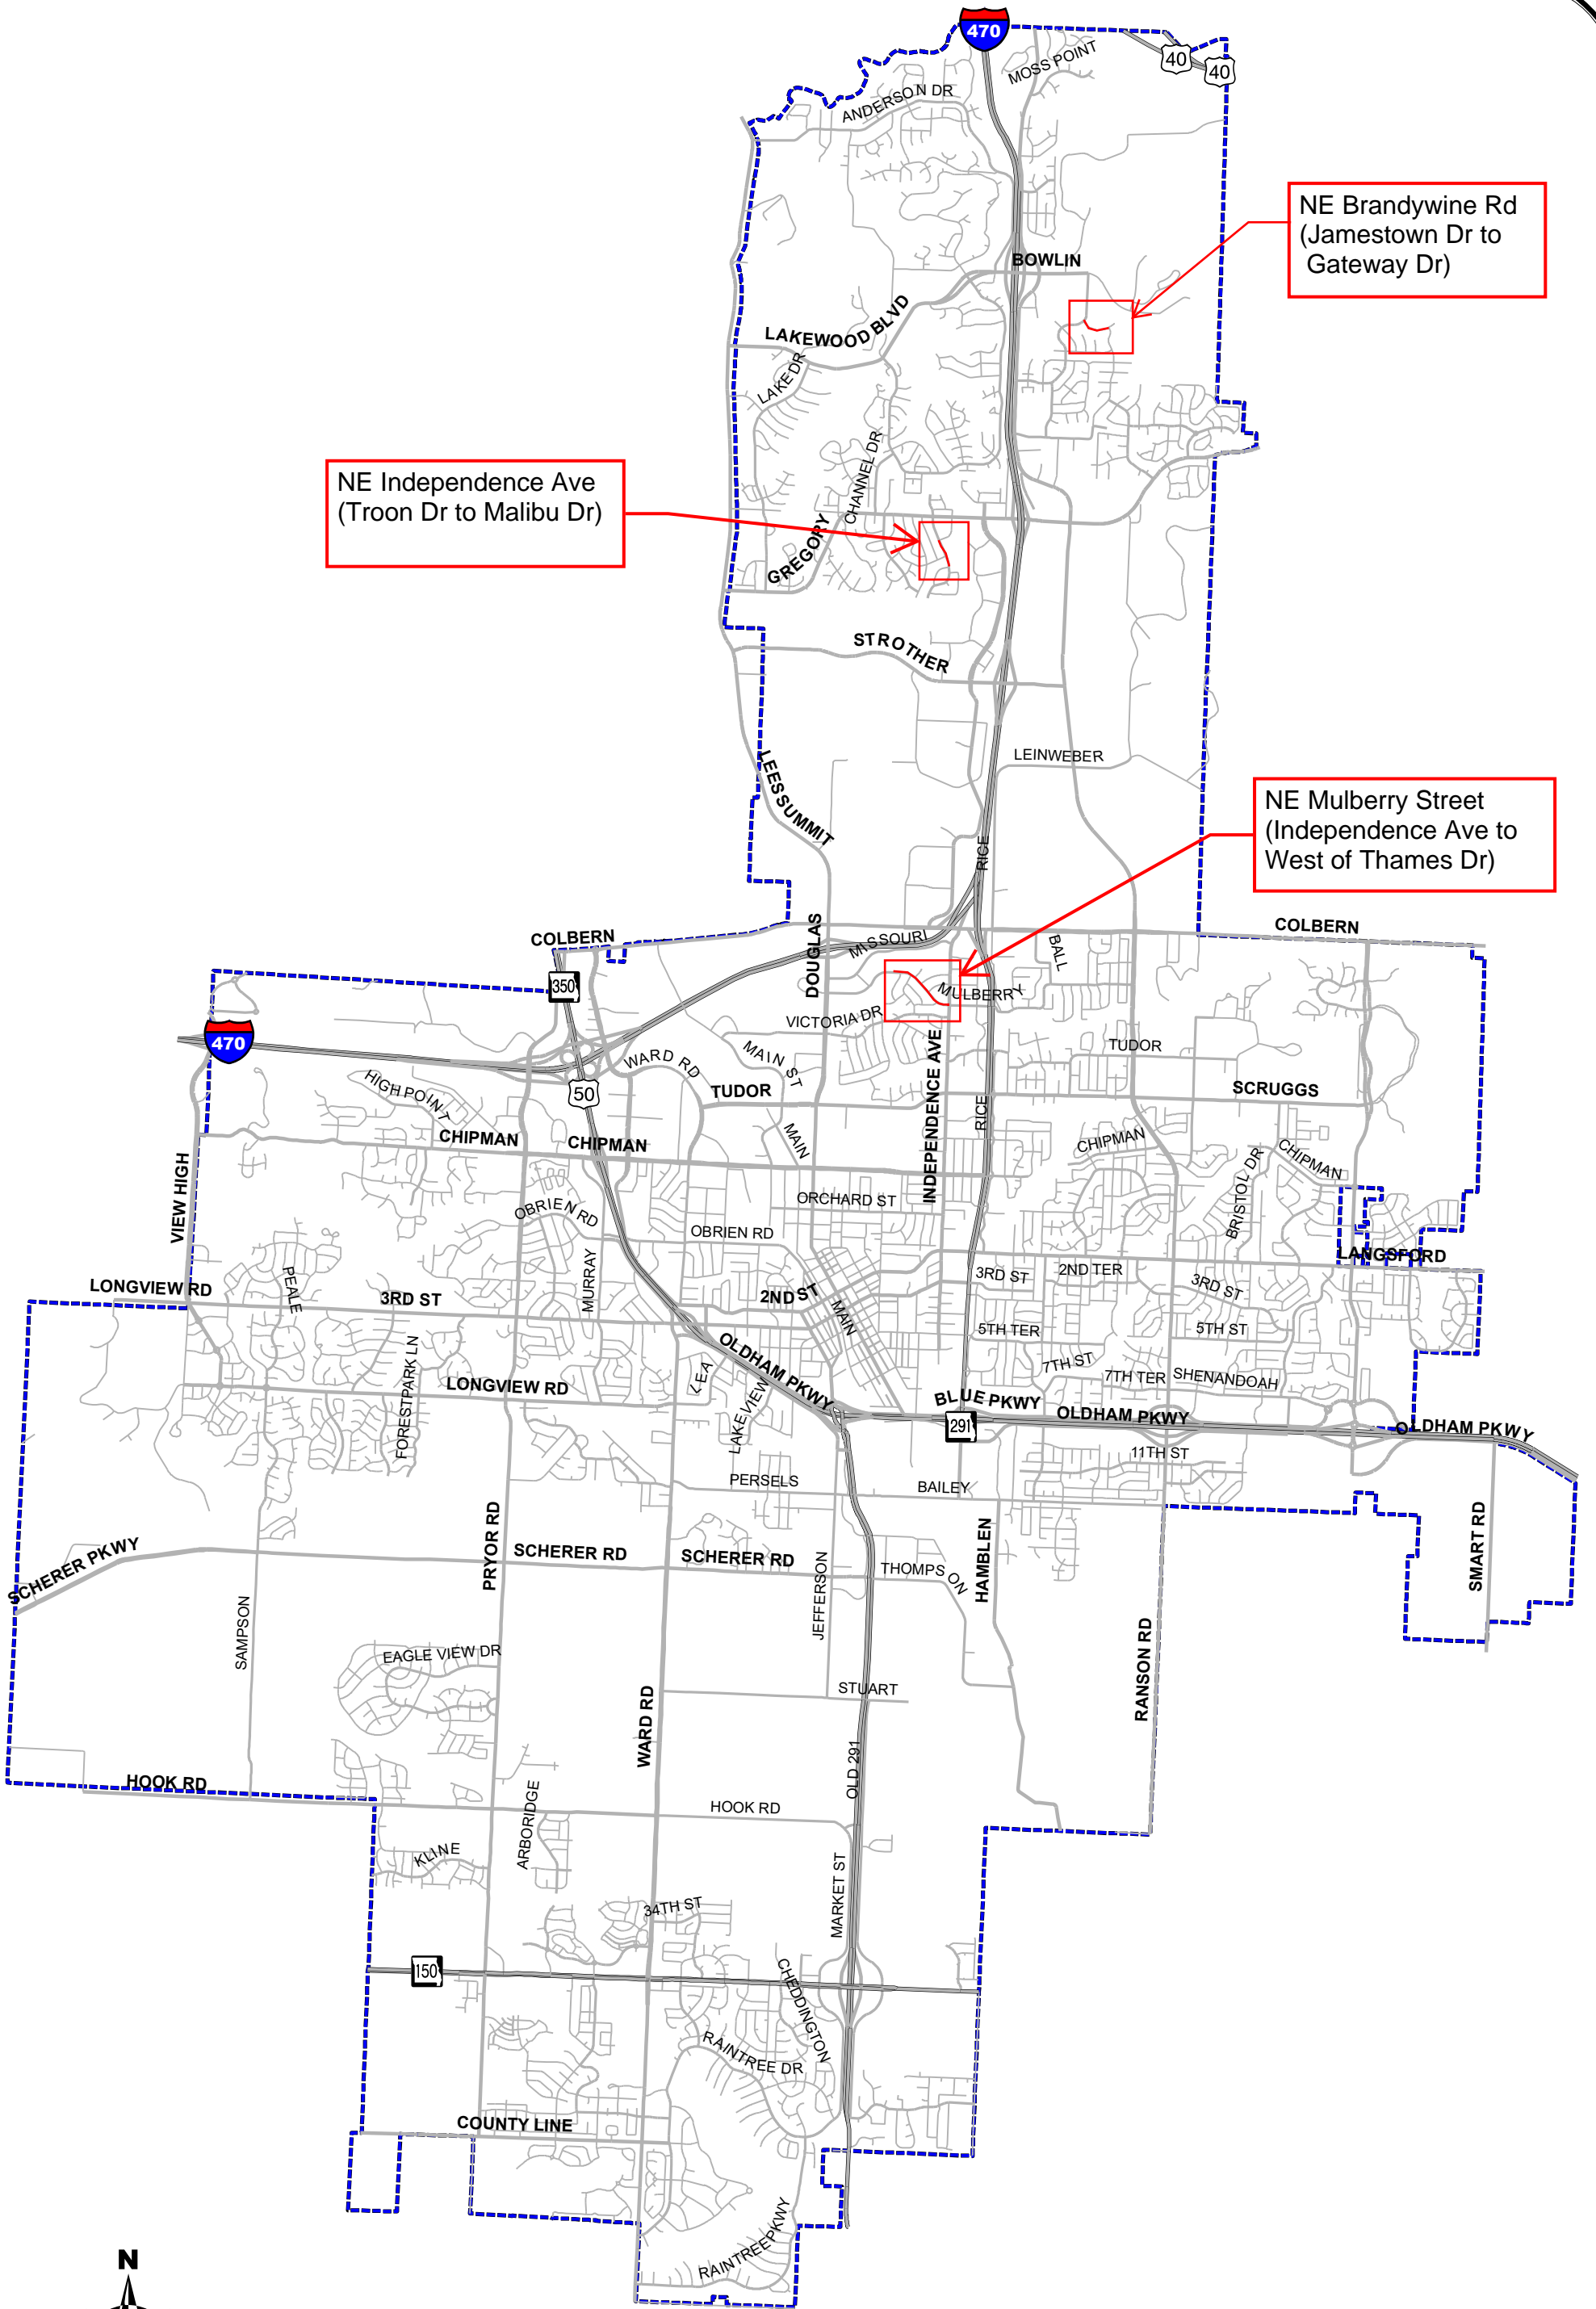 470
40
40
MOSS POINT
ANDERSON DR
NE Brandywine Rd
(Jamestown Dr to
Gateway Dr)
BOWLIN
LAKEWOOD BLVD
LAKE DR
CHANNEL DR
NE Independence Ave
(Troon Dr to Malibu Dr)
GREGORY
STROTHER
LEINWEBER
LEESSUMMIT
NE Mulberry Street
(Independence Ave to
West of Thames Dr)
RICE
COLBERN
DOUGLAS
MISSOURI
BALL
COLBERN
350
MULBERRY
VICTORIA DR
470
WARD RD
MAIN ST
TUDOR
INDEPENDENCE AVE
50
HIGH POINT
TUDOR
SCRUGGS
RICE
CHIPMAN
CHIPMAN
MAIN
CHIPMAN
CHIPMAN
BRISTOL DR
VIEW HIGH
ORCHARD ST
OBRIEN RD
OBRIEN RD
LANGSFORD
MURRAY
PEALE
3RD ST
2ND TER
3RD ST
LONGVIEW RD
3RD ST
2ND ST
MAIN
5TH TER
5TH ST
FORESTPARK LN
OLDHAM PKWY
LEA
LAKEVIEW
7TH ST
7TH TER
SHENANDOAH
LONGVIEW RD
BLUE PKWY
291
OLDHAM PKWY
OLDHAM PKWY
11TH ST
PERSELS
BAILEY
SMART RD
SCHERER PKWY
PRYOR RD
SCHERER RD
SCHERER RD
JEFFERSON
THOMPSON
HAMBLEN
SAMPSON
EAGLE VIEW DR
RANSON RD
STUART
WARD RD
OLD 291
HOOK RD
ARBORIDGE
HOOK RD
KLINE
MARKET ST
34TH ST
150
CHEDDINGTON
RAINTREE DR
COUNTY LINE
RAINTREEPKWY
N